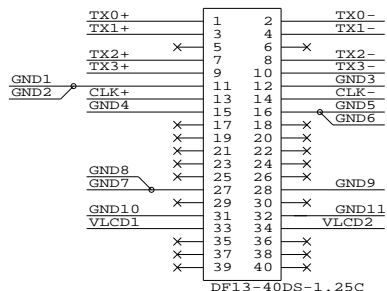 TX0+ 1 2 TX0-
TX1+ 3 4 TX1-
5 6
TX2+ 7 8 TX2-
TX3+ 9 10 TX3-
GND1 11 12 GND3
GND2 CLK+ 13 14 CLK-
GND4 15 16 GND5
17 18 GND6
19 20
21 22
23 24
GND8 25 26
GND7 27 28 GND9
29 30
GND10 31 32 GND11
VLCD1 33 34 VLCD2
35 36
37 38
39 40
DF13-40DS-1.25C